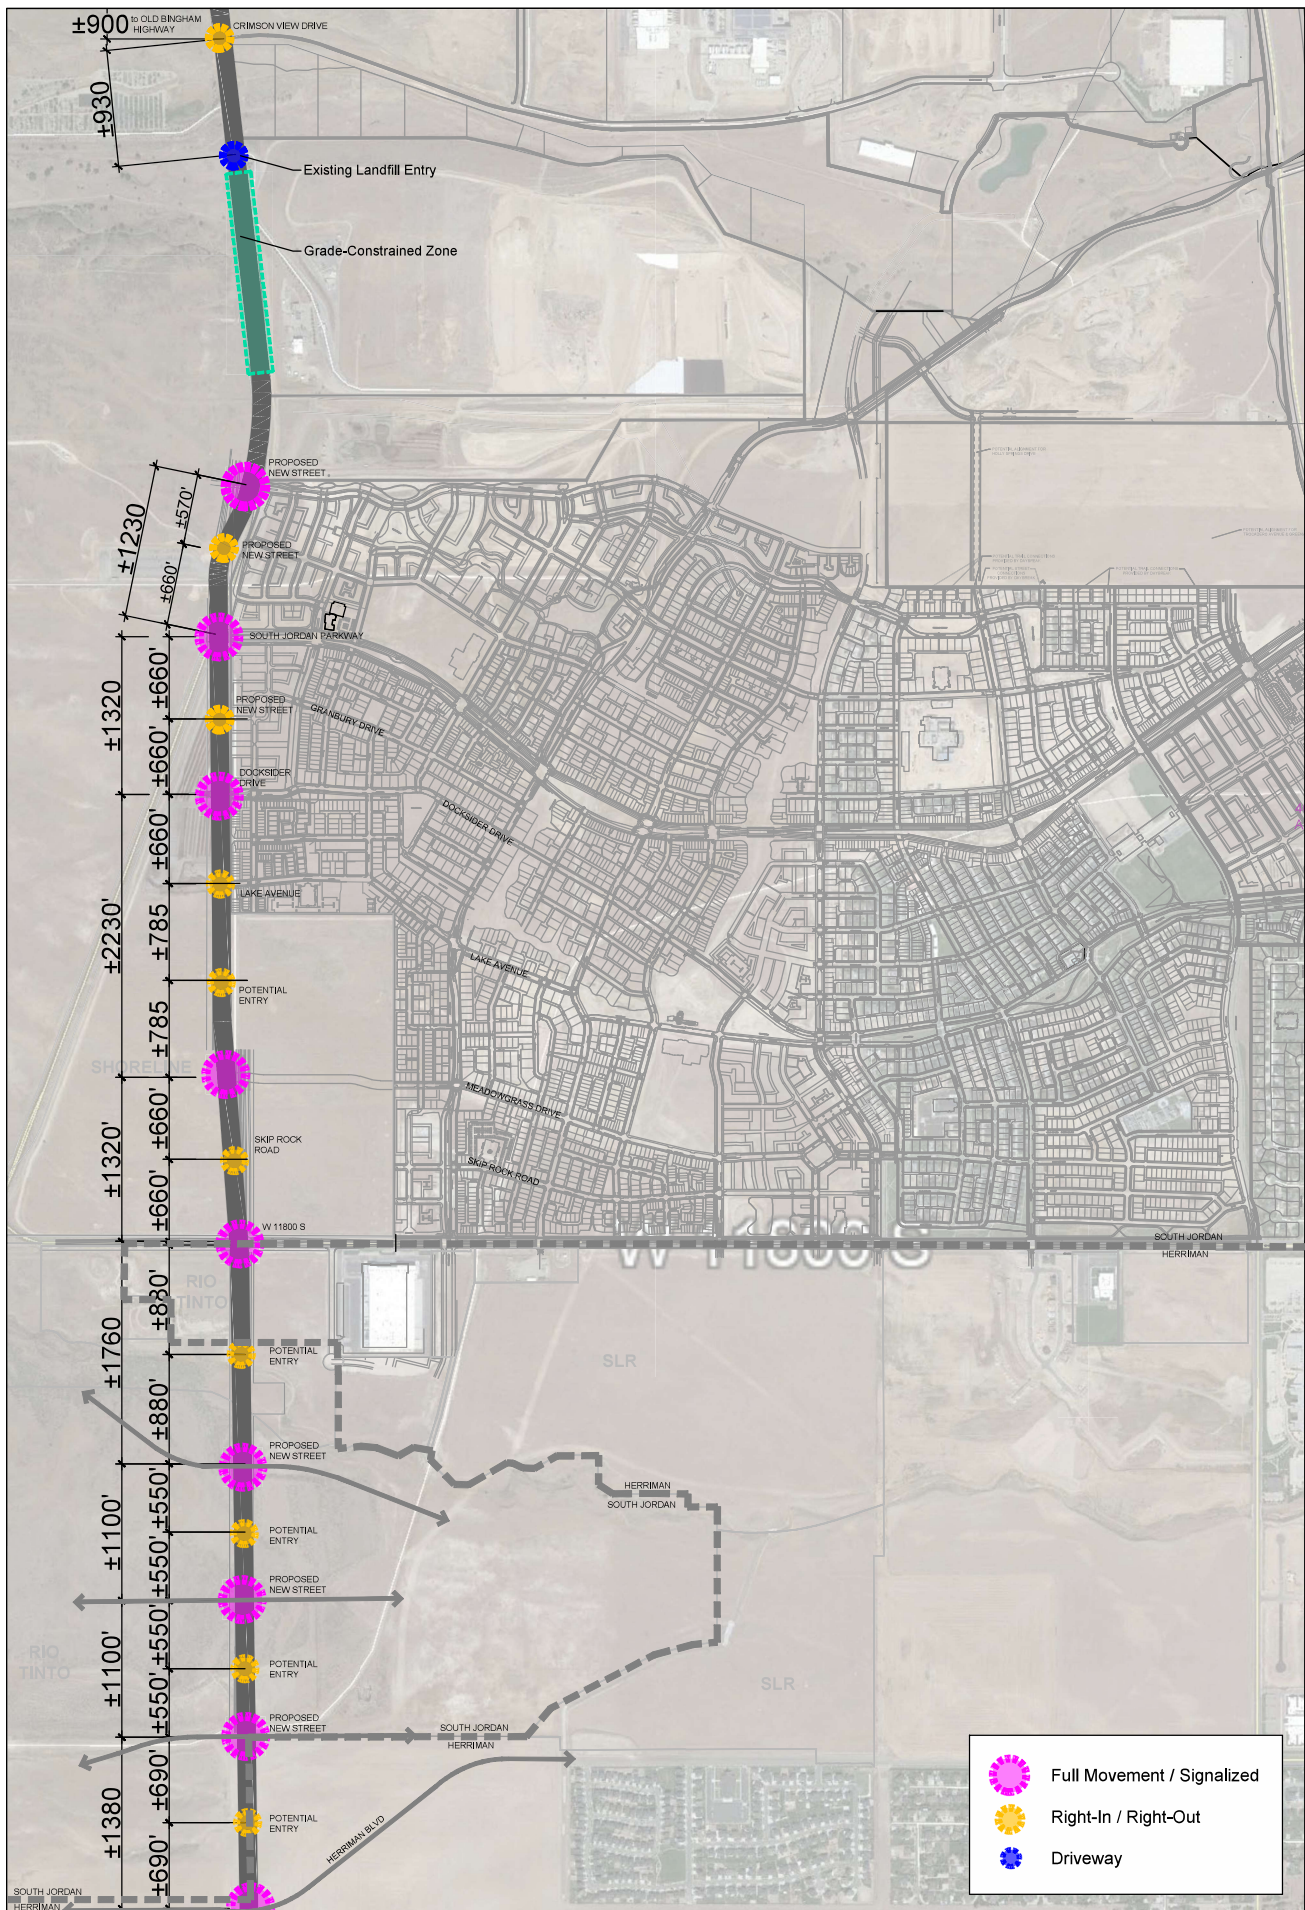 ±900 to OLD BINGHAM
HIGHWAY
CRIMSON VIEW DRIVE
±930
Existing Landfill Entry
Grade-Constrained Zone
PROPOSED
NEW STREET
±1230
±570'
PROPOSED
NEW STREET
±660'
SOUTH JORDAN PARKWAY
±1320
±660'
PROPOSED
NEW STREET
GRANBURY DRIVE
±660'
DOCKSIDER
DRIVE
DOCKSIDER DRIVE
±660'
LAKE AVENUE
±2230'
±785
LAKE AVENUE
POTENTIAL
ENTRY
±785
SHORELINE
MEADOWGRASS DRIVE
±660'
±1320'
SKIP ROCK
ROAD
SKIP ROCK ROAD
±660'
W 11800 S
W 11800 S
SOUTH JORDAN
HERRIMAN
RIO
TINTO
±880'
±1760
POTENTIAL
ENTRY
SLR
±880'
PROPOSED
NEW STREET
HERRIMAN
SOUTH JORDAN
±550'
±1100'
POTENTIAL
ENTRY
±550'
PROPOSED
NEW STREET
±550'
±1100'
RIO
TINTO
POTENTIAL
ENTRY
SLR
±550'
PROPOSED
NEW STREET
SOUTH JORDAN
HERRIMAN
±690'
±1380
POTENTIAL
ENTRY
HERRIMAN BLVD
±690'
SOUTH JORDAN
HERRIMAN
Full Movement / Signalized
Right-In / Right-Out
Driveway